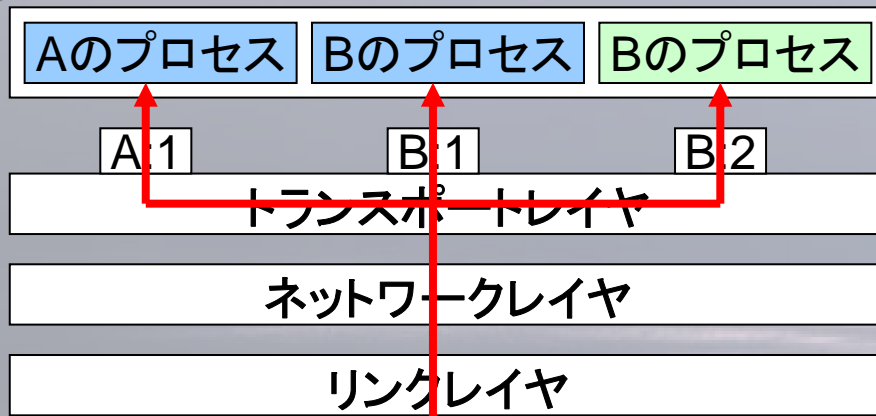 Aのプロセス Bのプロセス Bのプロセス
A:1 B:1 B:2
トランスポートレイヤ
ネットワークレイヤ
リンクレイヤ